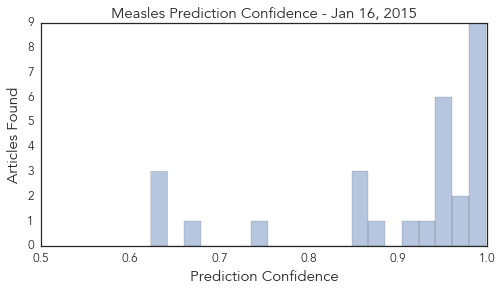 Measles Prediction Confidence - Jan 16, 2015
Articles Found
9
8
7
6
5
4
3
2
1
0
0.5 0.6 0.7 0.8 0.9 1.0
Prediction Confidence